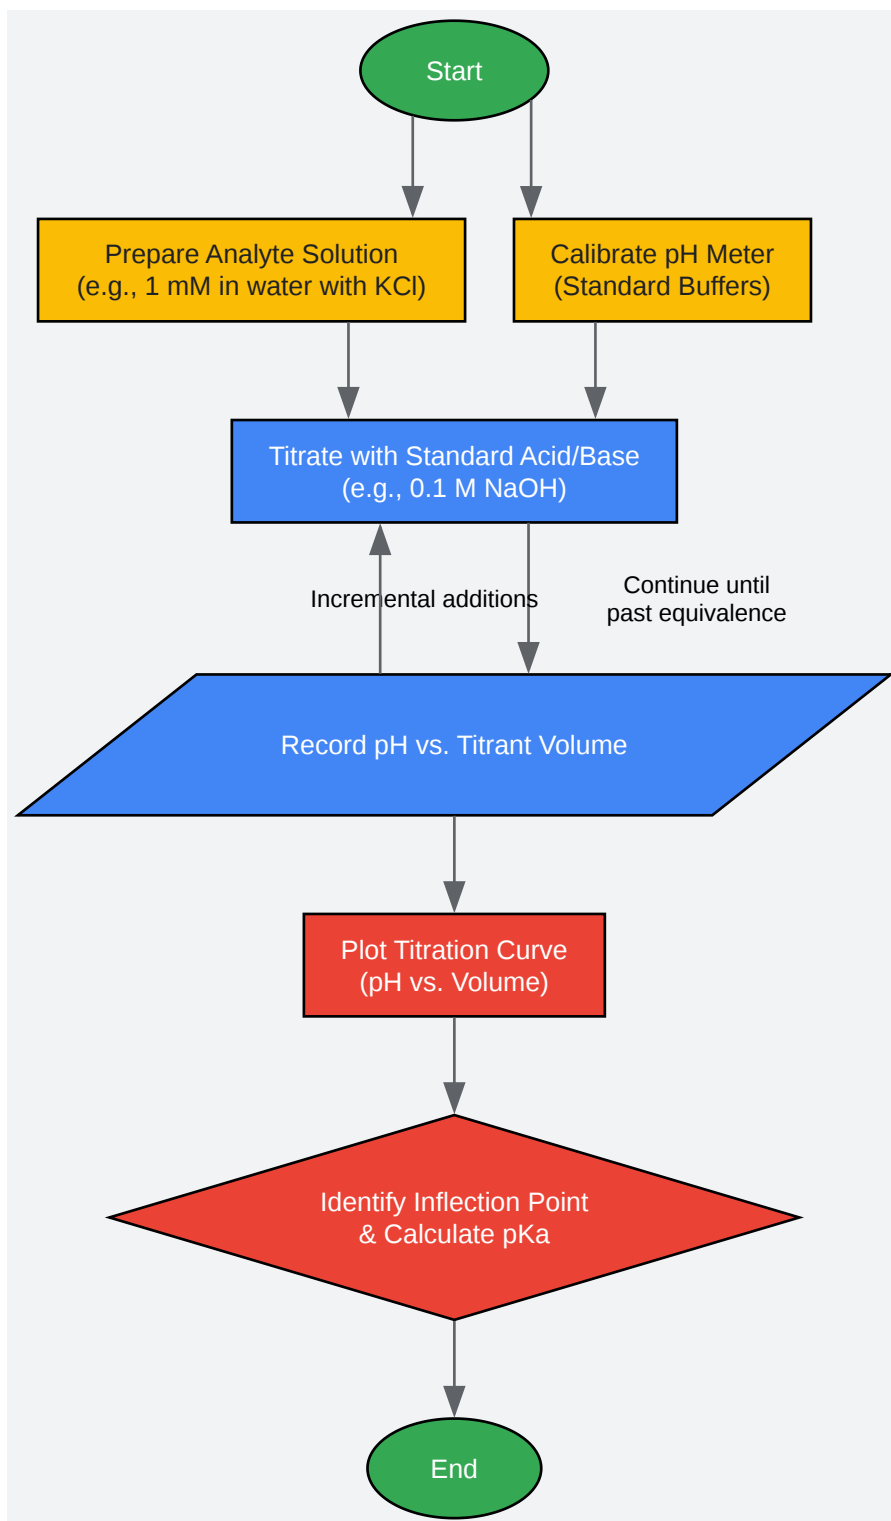 Start
Prepare Analyte Solution
(e.g., 1 mM in water with KCl)
Calibrate pH Meter
(Standard Buffers)
Titrate with Standard Acid/Base
(e.g., 0.1 M NaOH)
Incremental additions
Continue until
past equivalence
Record pH vs. Titrant Volume
Plot Titration Curve
(pH vs. Volume)
Identify Inflection Point
& Calculate pKa
End